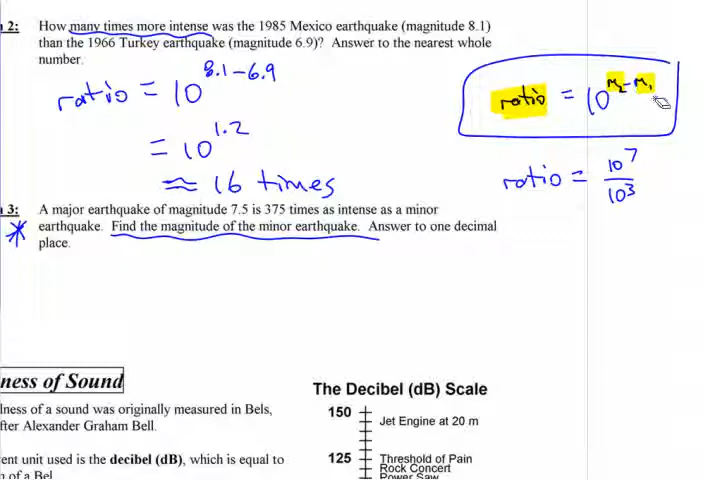 2: How many times more intense was the 1985 Mexico earthquake (magnitude 8.1)
than the 1966 Turkey earthquake (magnitude 6.9)? Answer to the nearest whole
number.
ratio = 10^8.1-6.9
= 10^1.2
≈ 16 times
ratio = 10^M₂-M₁
ratio = 10^7/10^3
3: A major earthquake of magnitude 7.5 is 375 times as intense as a minor
earthquake. Find the magnitude of the minor earthquake. Answer to one decimal
place.
ness of Sound
lness of a sound was originally measured in Bels,
fter Alexander Graham Bell.
ent unit used is the decibel (dB), which is equal to
of a Bel
The Decibel (dB) Scale
150
Jet Engine at 20 m
125
Threshold of Pain
Rock Concert
Power Saw